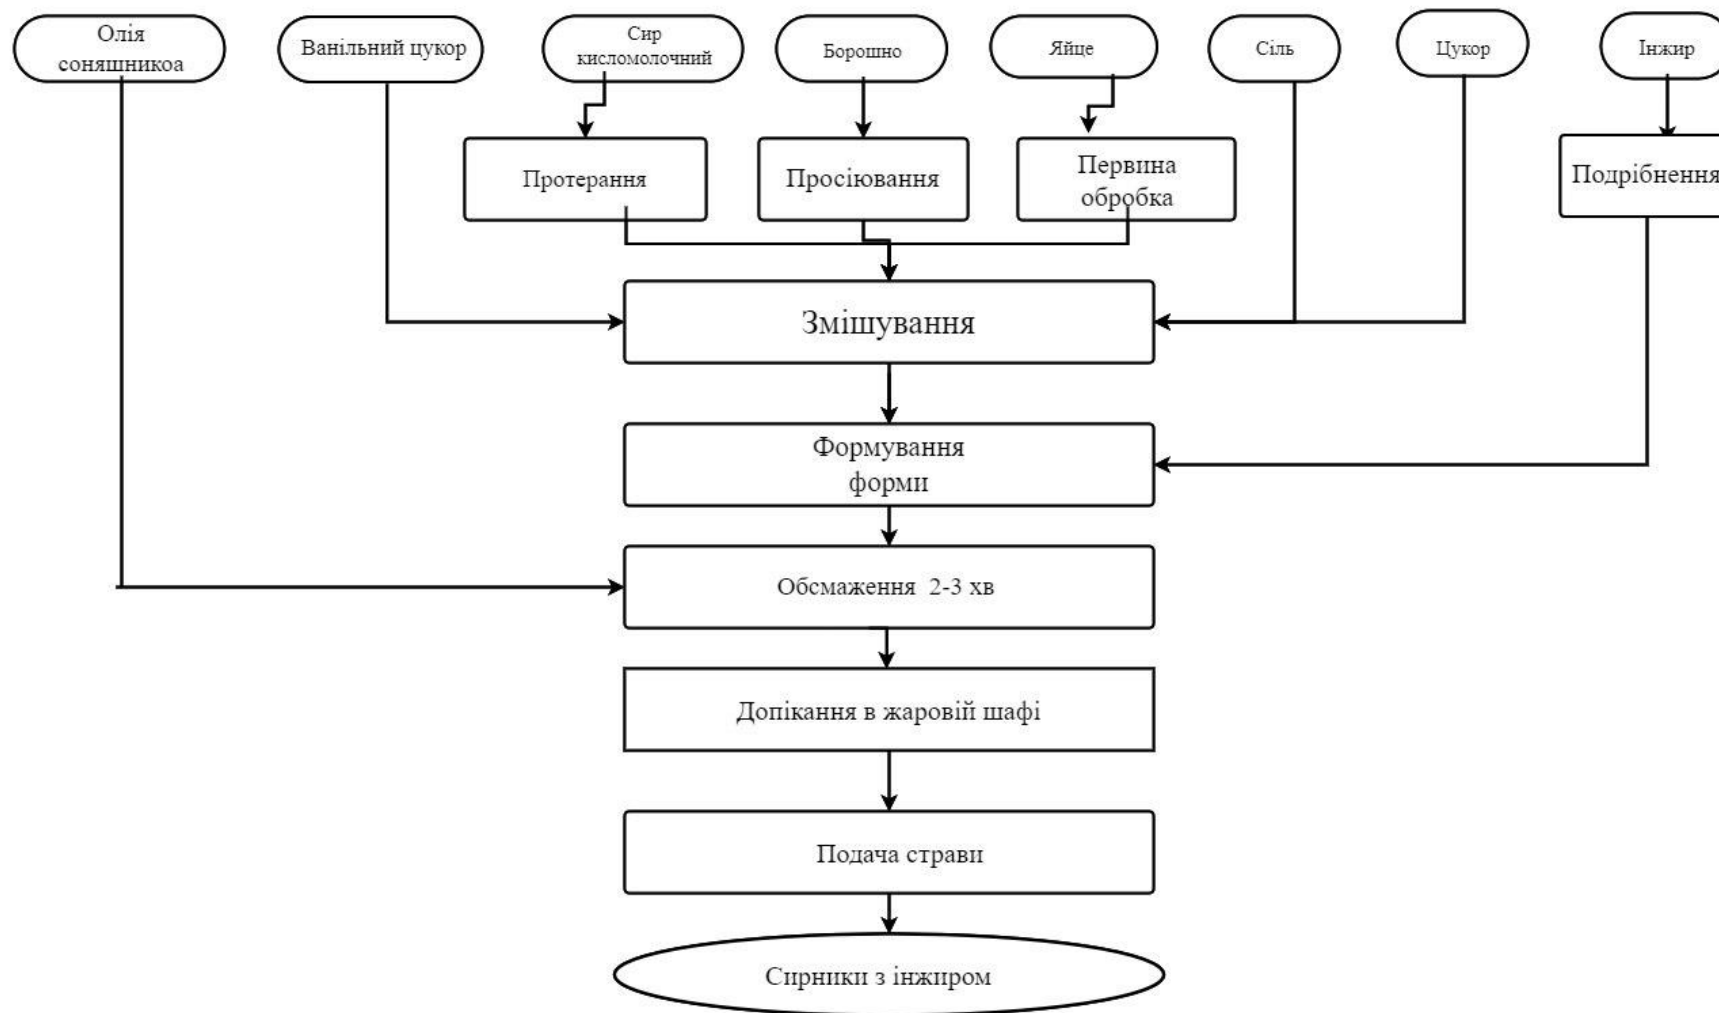 Олія
соняшникоа
Ванільний цукор
Сир
кисломолочний
Борошно
Яйце
Сіль
Цукор
Інжир
Протерання
Просіювання
Первина
обробка
Подрібнення
Змішування
Формування
форми
Обсмаження 2-3 хв
Допікання в жаровій шафі
Подача страви
Сирники з інжиром